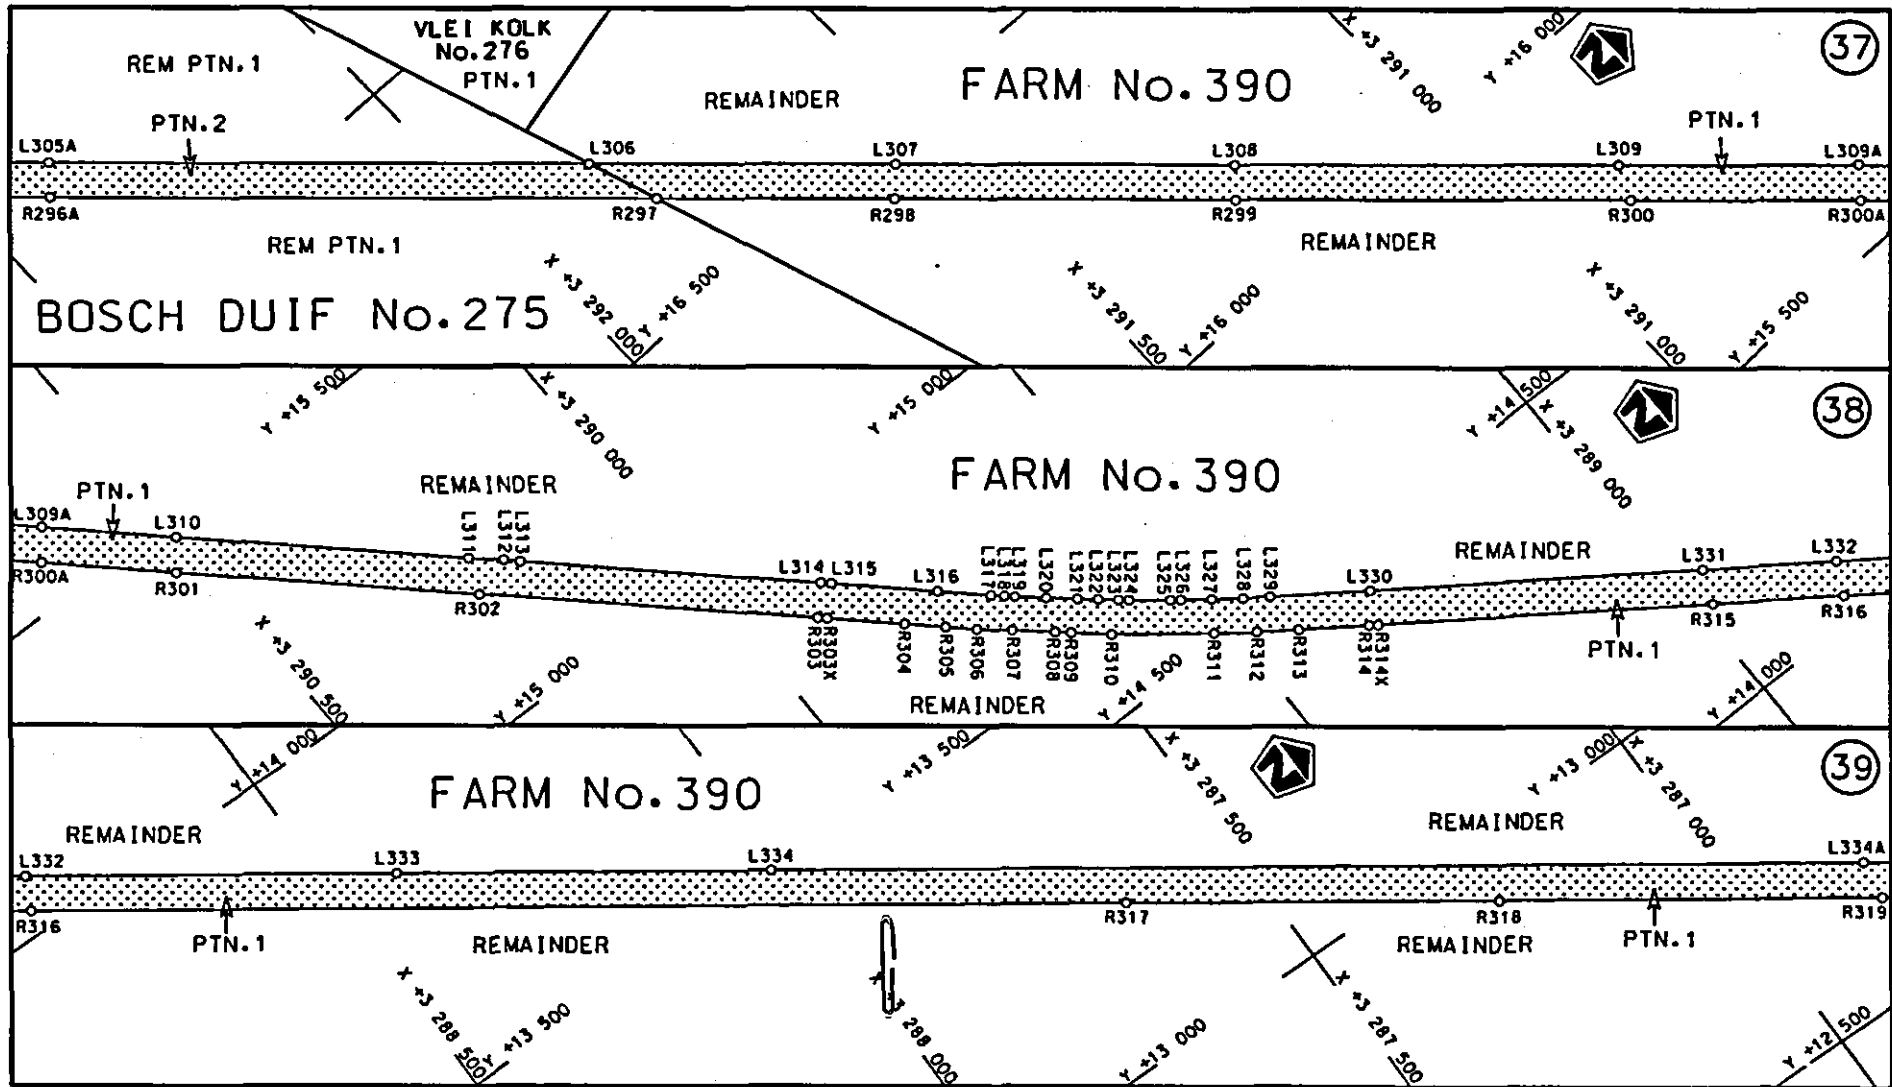 VLEI KOLK
No.276
PTN.1
REM PTN.1
REMAINDER
FARM No.390
X +3 291 000
Y +16 000
37
PTN.2
PTN.1
L305A
L306
L307
L308
L309
L309A
R296A
R297
R298
R299
R300
R300A
REM PTN.1
REMAINDER
BOSCH DUIF No.275
X +3 292 000
Y +16 500
X +3 291 500
Y +16 000
X +3 291 000
Y +15 500
Y +15 500
X +3 290 000
Y +15 000
Y +14 500
X +3 289 000
38
FARM No.390
PTN.1
REMAINDER
REMAINDER
L309A
L310
L311
L312
L313
L314
L315
L316
L317
L318
L319
L320
L321
L322
L323
L324
L325
L326
L327
L328
L329
L330
L331
L332
R300A
R301
R302
R303
R303X
R304
R305
R306
R307
R308
R309
R310
R311
R312
R313
R314
R314X
R315
R316
PTN.1
REMAINDER
X +3 290 500
Y +15 000
Y +14 500
Y +14 000
Y +14 000
Y +13 500
X +3 287 500
Y +13 000
X +3 287 000
39
FARM No.390
REMAINDER
REMAINDER
L332
L333
L334
L334A
R316
R317
R318
R319
PTN.1
REMAINDER
REMAINDER
PTN.1
X +3 288 500
Y +13 500
X +3 288 000
Y +13 000
X +3 287 500
Y +12 500